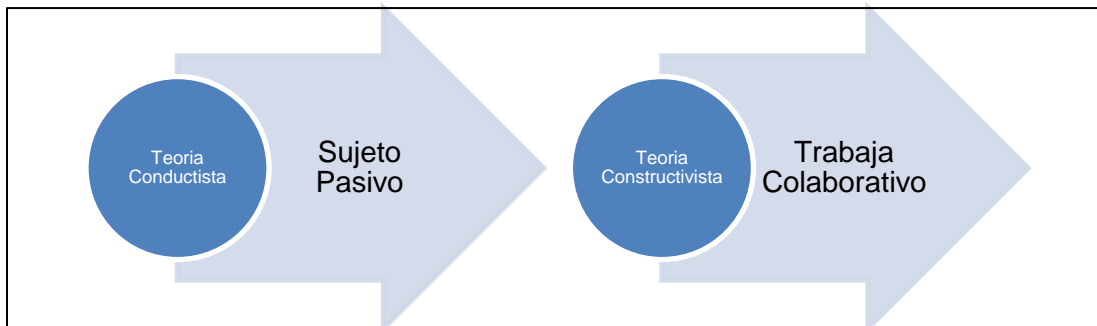 Teoria
Conductista
Sujeto
Pasivo
Teoria
Constructivista
Trabaja
Colaborativo